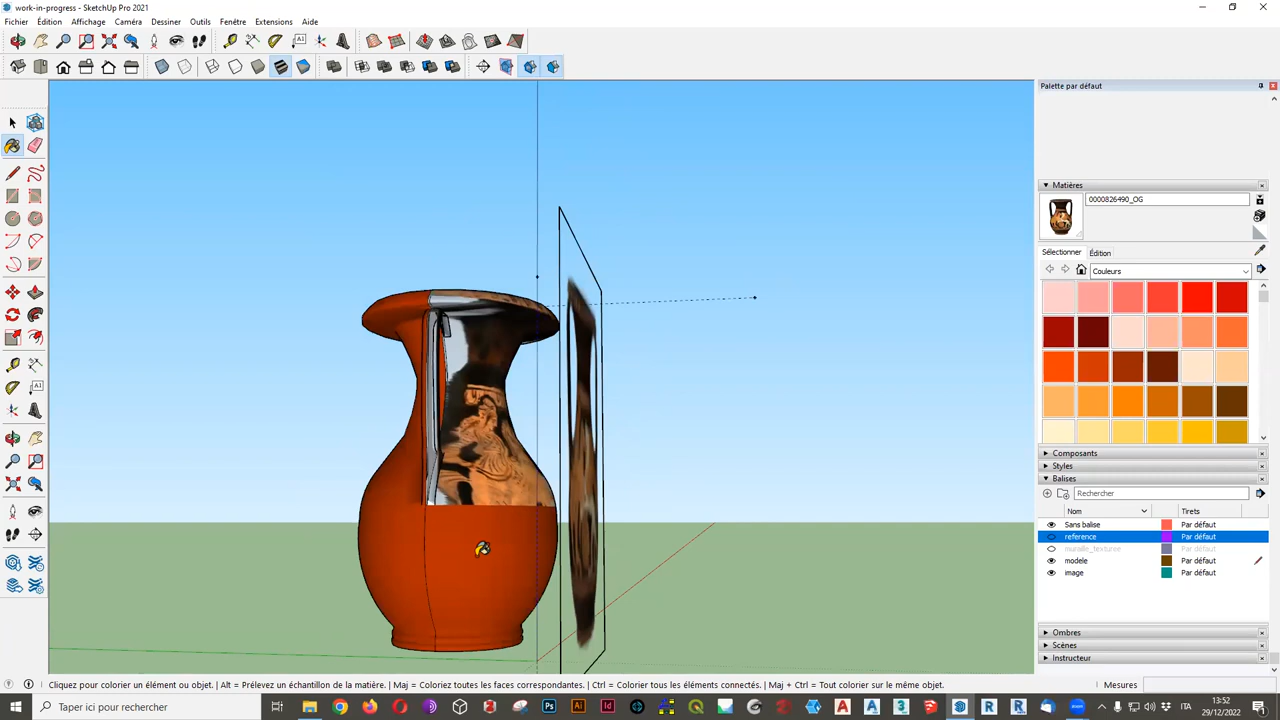 work-in-progress - SketchUp Pro 2021
Fichier Édition Affichage Caméra Dessiner Outils Fenêtre Extensions Aide
Palette par défaut
Matières
0000826490_OG
Sélectionner Édition
Couleurs
Composants
Styles
Balises
Rechercher
Nom Tirets
Sans balise Par défaut
reference Par défaut
muraille_texturee Par défaut
modele Par défaut
image Par défaut
Ombres
Scènes
Instructeur
Cliquez pour colorier un élément ou objet. | Alt = Prélevez un échantillon de la matière. | Maj = Coloriez toutes les faces correspondantes. | Ctrl = Colorier tous les éléments connectés. | Maj + Ctrl = Tout colorier sur le même objet.
Mesures
Taper ici pour rechercher
ITA
13:52
29/12/2022